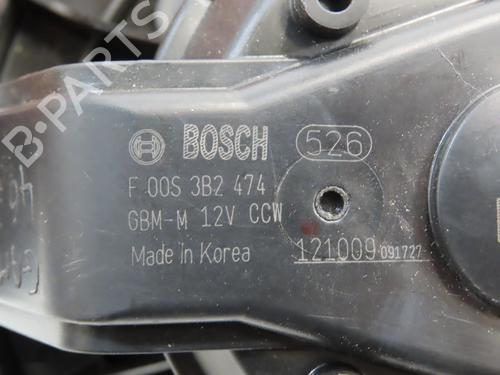 BOSCH 526
F 00S 3B2 474
GBM-M 12V CCW
Made in Korea 121009 091727
B-PARTS